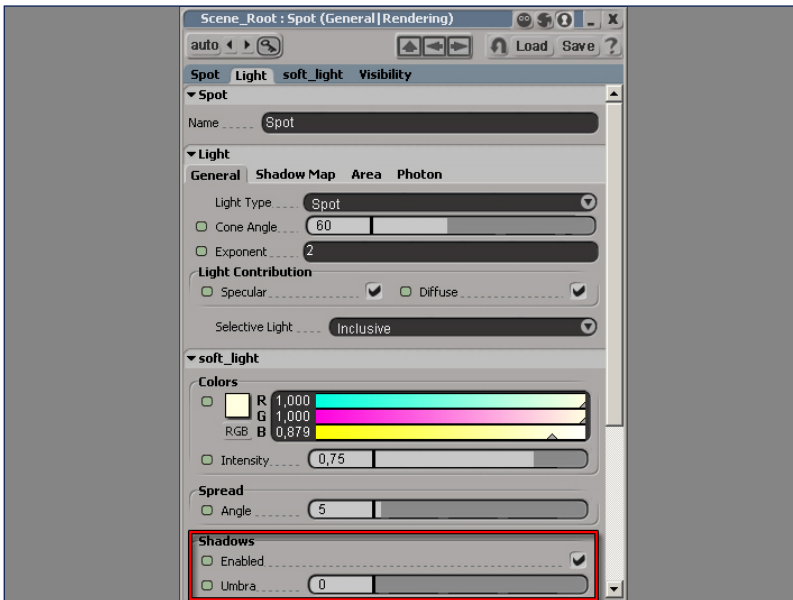 Scene_Root : Spot (General|Rendering)
auto Load Save ?
Spot Light soft_light Visibility
Spot
Name Spot
Light
General Shadow Map Area Photon
Light Type Spot
Cone Angle 60
Exponent 2
Light Contribution
Specular Diffuse
Selective Light Inclusive
soft_light
Colors
R 1,000
G 1,000
RGB B 0,879
Intensity 0,75
Spread
Angle 5
Shadows
Enabled
Umbra 0